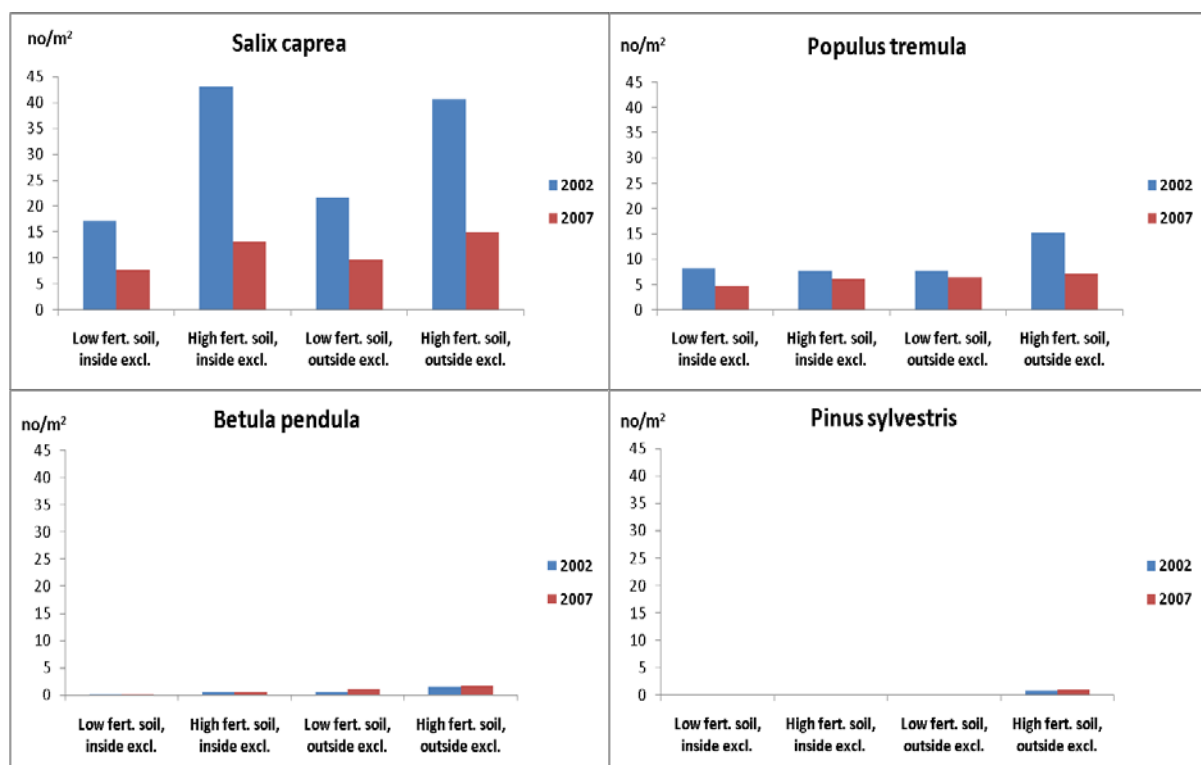 no/m²
Salix caprea
45
40
35
30
25
20
15
10
5
0
2002
2007
Low fert. soil, inside excl.
High fert. soil, inside excl.
Low fert. soil, outside excl.
High fert. soil, outside excl.
no/m²
Populus tremula
45
40
35
30
25
20
15
10
5
0
2002
2007
Low fert. soil, inside excl.
High fert. soil, inside excl.
Low fert. soil, outside excl.
High fert. soil, outside excl.
no/m²
Betula pendula
45
40
35
30
25
20
15
10
5
0
2002
2007
Low fert. soil, inside excl.
High fert. soil, inside excl.
Low fert. soil, outside excl.
High fert. soil, outside excl.
no/m²
Pinus sylvestris
45
40
35
30
25
20
15
10
5
0
2002
2007
Low fert. soil, inside excl.
High fert. soil, inside excl.
Low fert. soil, outside excl.
High fert. soil, outside excl.